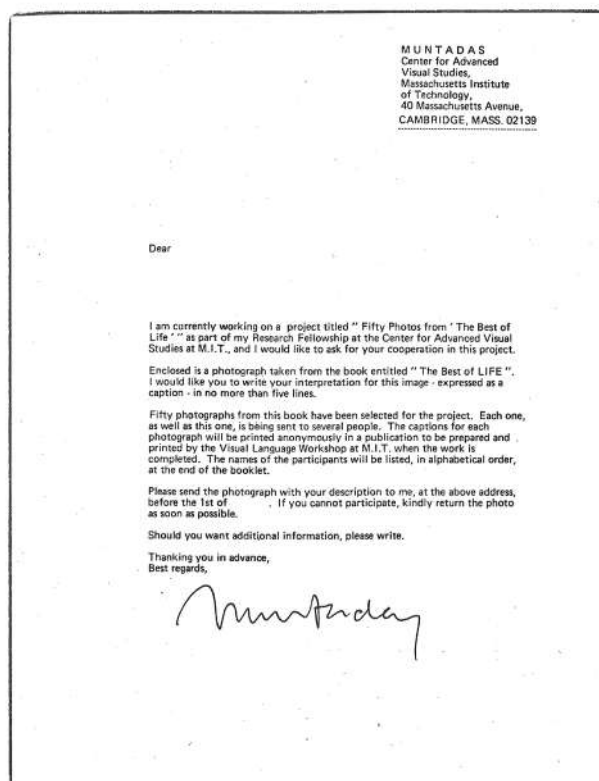 MUNTADAS
Center for Advanced
Visual Studies,
Massachusetts Institute
of Technology,
40 Massachusetts Avenue,
CAMBRIDGE, MASS. 02139
Dear
I am currently working on a project titled " Fifty Photos from ' The Best of
Life ' " as part of my Research Fellowship at the Center for Advanced Visual
Studies at M.I.T., and I would like to ask for your cooperation in this project.
Enclosed is a photograph taken from the book entitled " The Best of LIFE ".
I would like you to write your interpretation for this image - expressed as a
caption - in no more than five lines.
Fifty photographs from this book have been selected for the project. Each one,
as well as this one, is being sent to several people. The captions for each
photograph will be printed anonymously in a publication to be prepared and
printed by the Visual Language Workshop at M.I.T. when the work is
completed. The names of the participants will be listed, in alphabetical order,
at the end of the booklet.
Please send the photograph with your description to me, at the above address,
before the 1st of . If you cannot participate, kindly return the photo
as soon as possible.
Should you want additional information, please write.
Thanking you in advance,
Best regards,
Muntadas